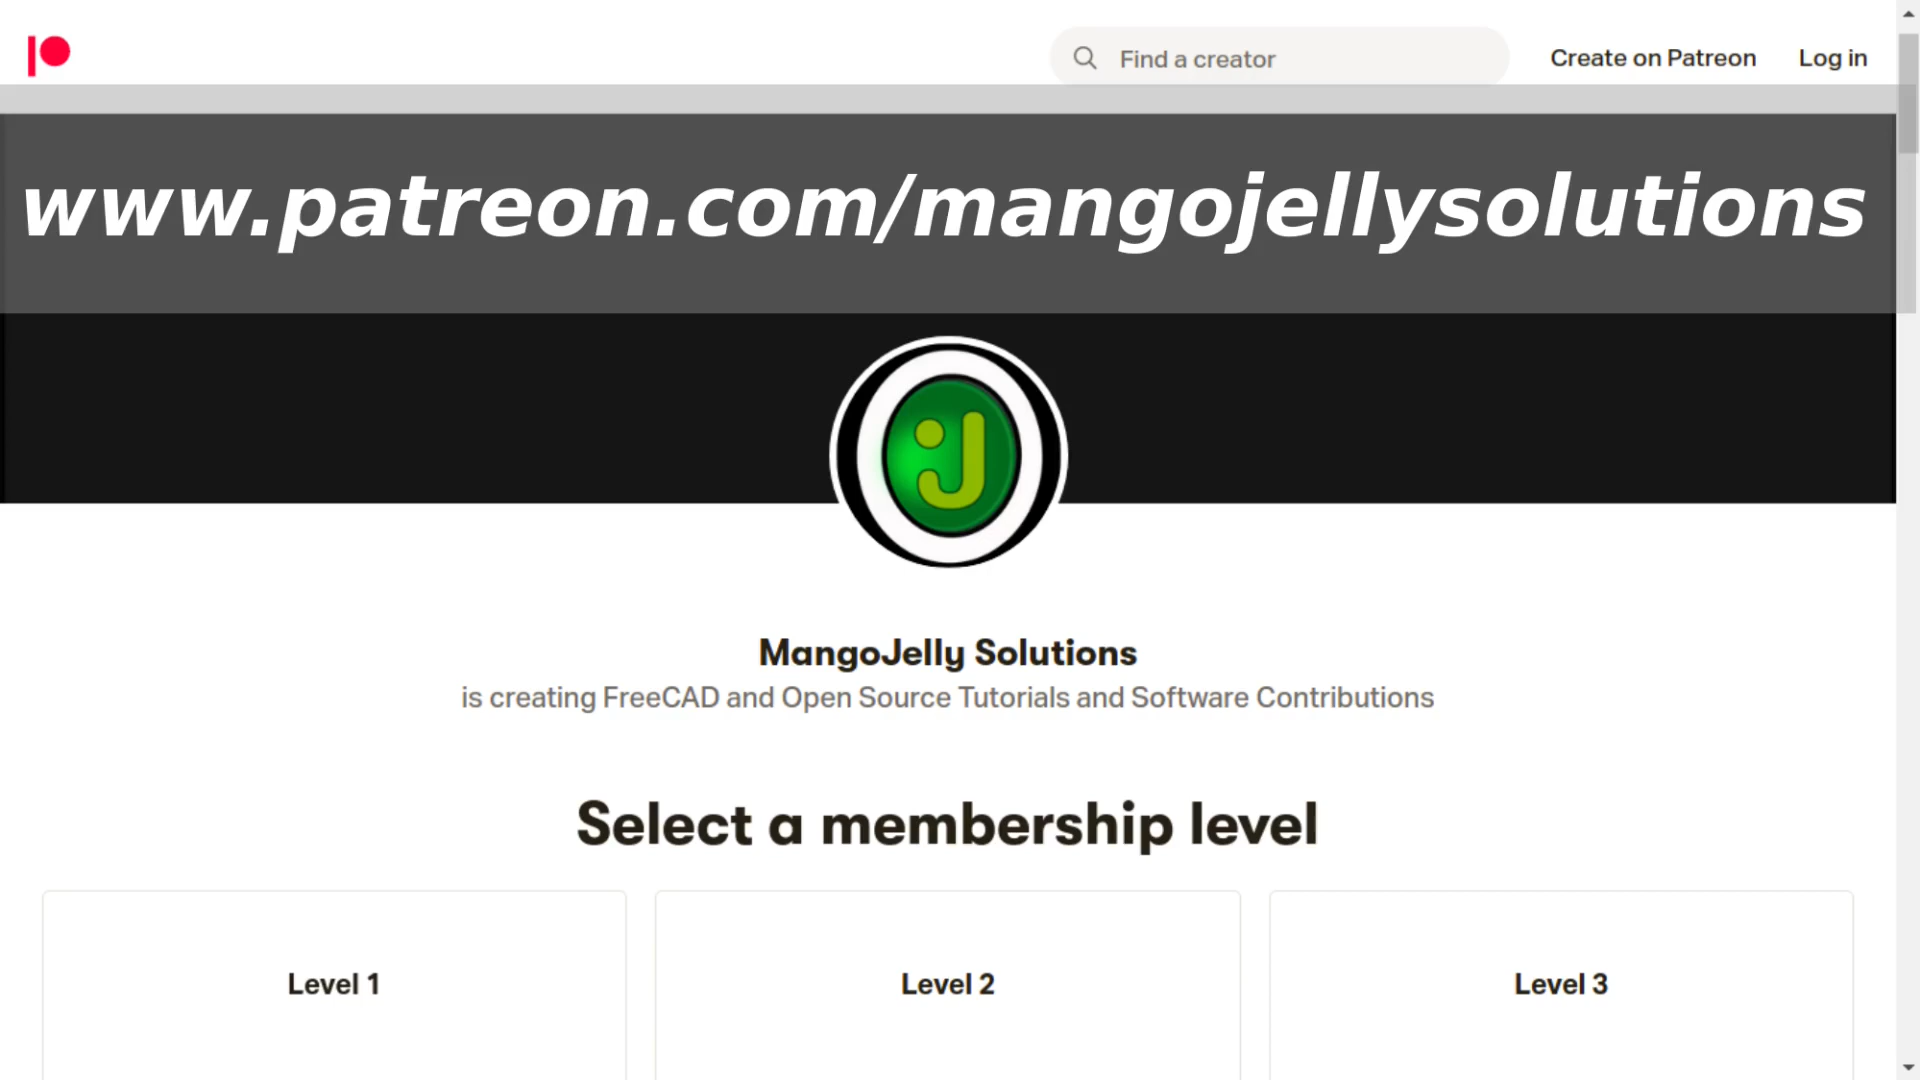 Find a creator
Create on Patreon
Log in
www.patreon.com/mangojellysolutions
MangoJelly Solutions
is creating FreeCAD and Open Source Tutorials and Software Contributions
Select a membership level
Level 1
Level 2
Level 3